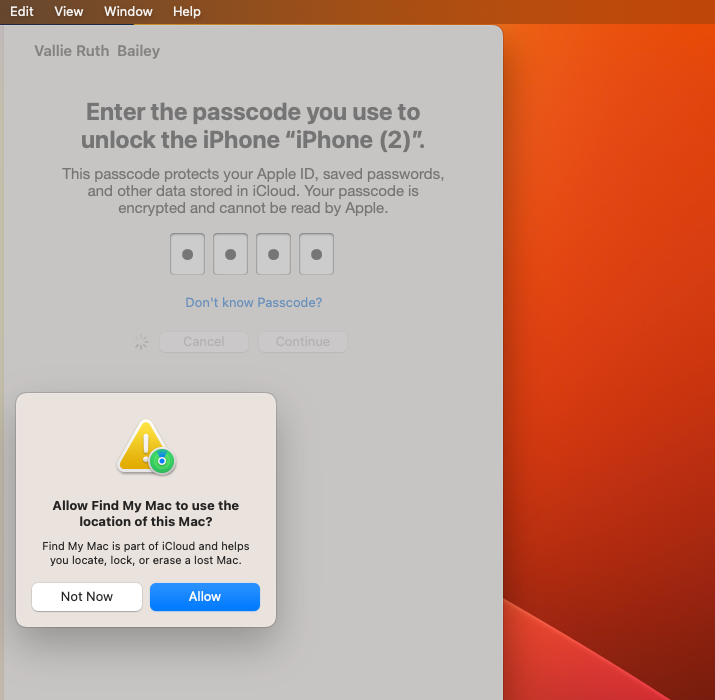 Edit View Window Help
Vallie Ruth Bailey
Enter the passcode you use to
unlock the iPhone “iPhone (2)”.
This passcode protects your Apple ID, saved passwords,
and other data stored in iCloud. Your passcode is
encrypted and cannot be read by Apple.
Don't know Passcode?
Cancel Continue
Allow Find My Mac to use the
location of this Mac?
Find My Mac is part of iCloud and helps
you locate, lock, or erase a lost Mac.
Not Now Allow